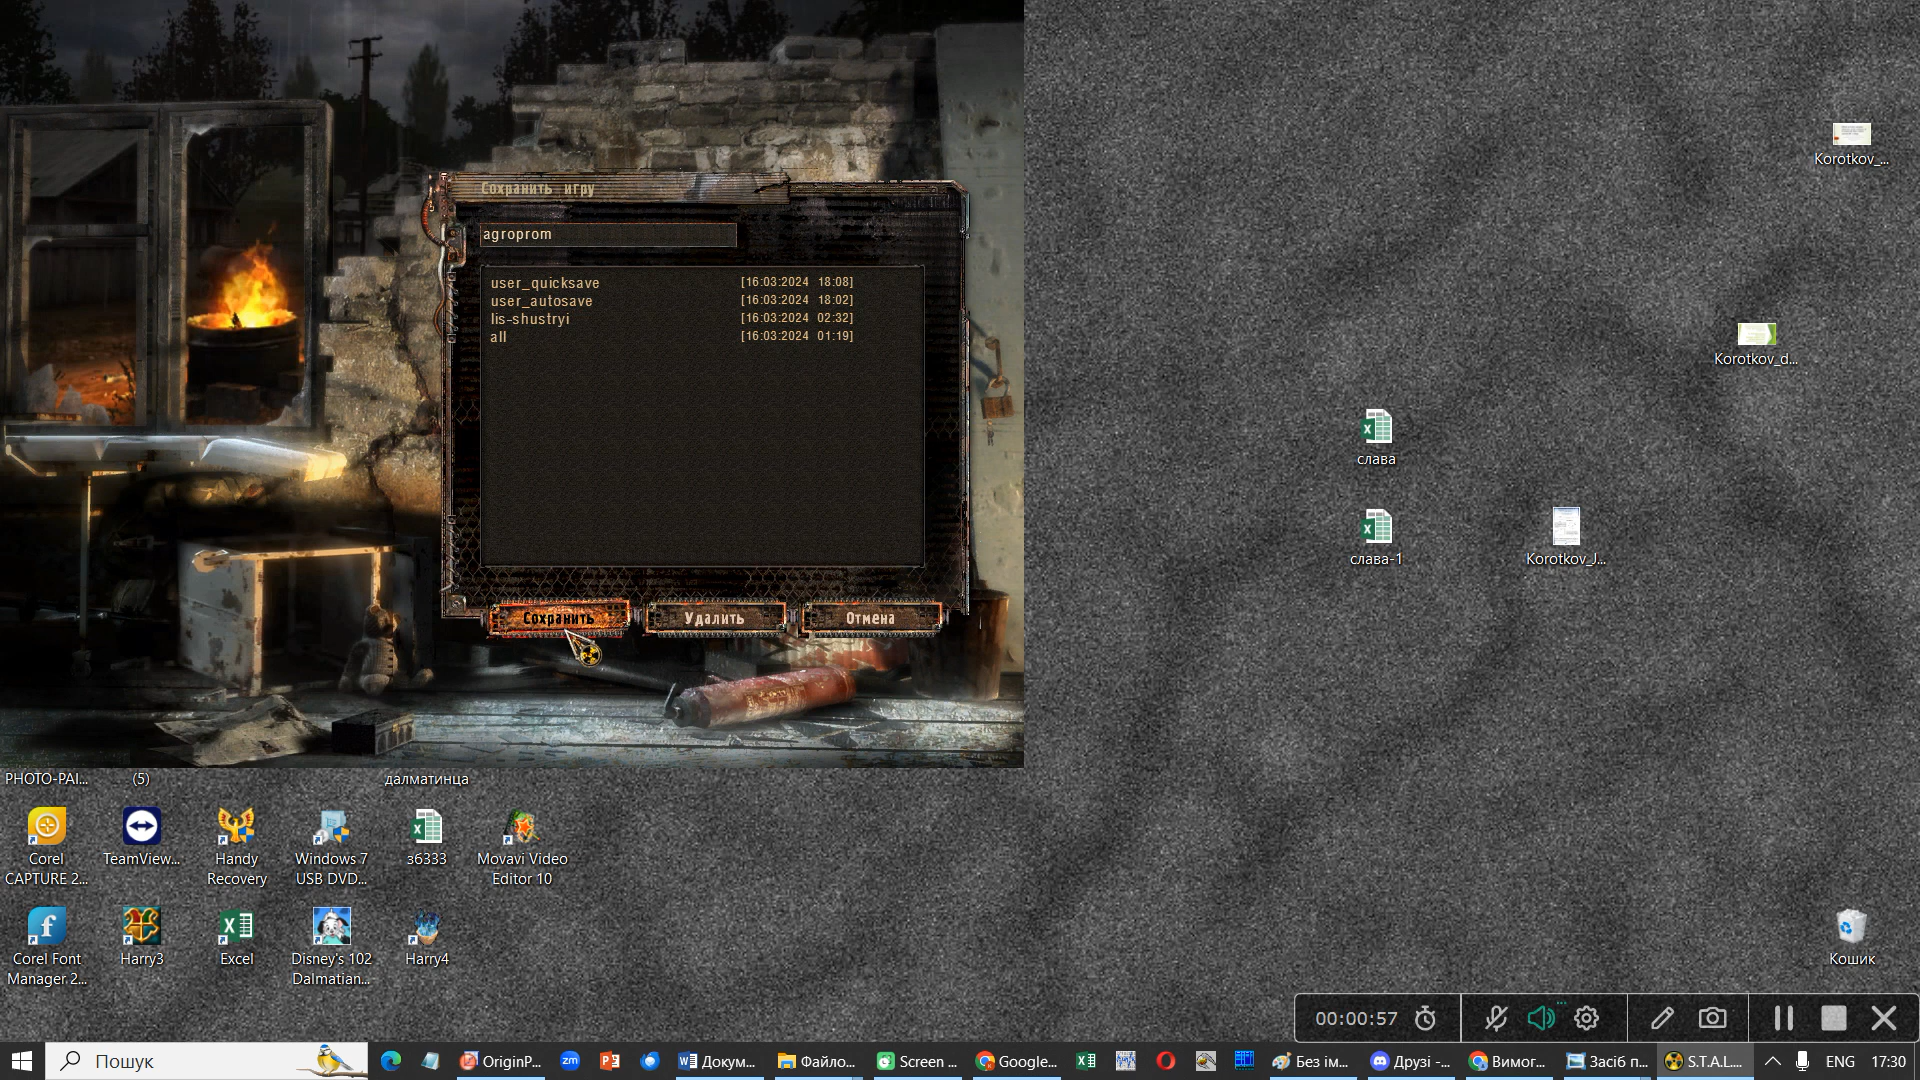 Сохранить игру
agroprom
user_quicksave [16:03:2024 18:08]
user_autosave [16:03:2024 18:02]
lis-shustryi [16:03:2024 02:32]
all [16:03:2024 01:19]
Сохранить Удалить Отмена
Korotkov_...
Korotkov_d...
слава
слава-1
Korotkov_J...
PHOTO-PAI...
(5)
далматинца
Corel
CAPTURE 2...
TeamView...
Handy
Recovery
Windows 7
USB DVD...
з6333
Movavi Video
Editor 10
Corel Font
Manager 2...
Harry3
Excel
Disney's 102
Dalmatian...
Harry4
Кошик
00:00:57
Пошук
OriginP...
zm
Докум...
Файло...
Screen ...
Google...
Без ім...
Друзі -...
Вимог...
Засіб п...
S.T.A.L...
ENG
17:30